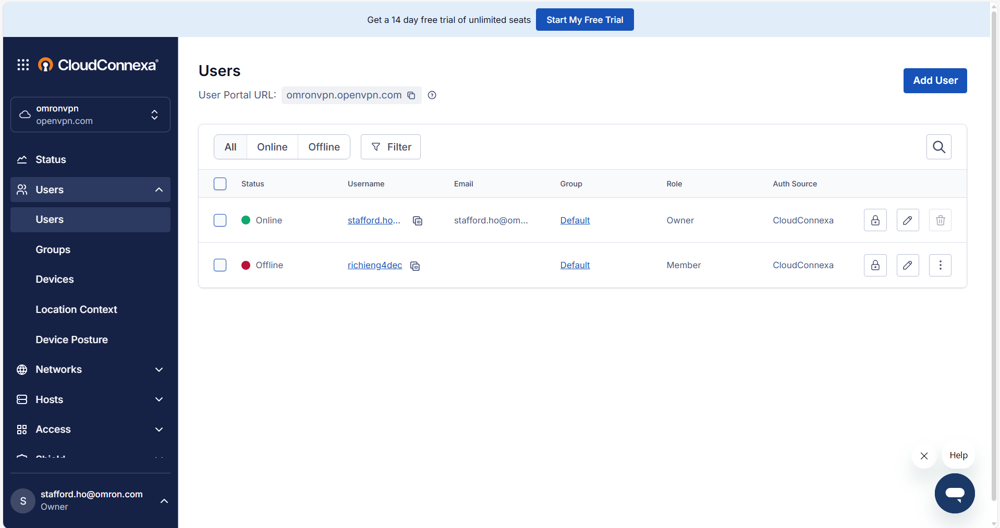 Get a 14 day free trial of unlimited seats Start My Free Trial
CloudConnexa®
omronvpn
openvpn.com
Status
Users
Users
Groups
Devices
Location Context
Device Posture
Networks
Hosts
Access
Shield
S
stafford.ho@omron.com
Owner
Users
Add User
User Portal URL: omronvpn.openvpn.com
All Online Offline Filter
Status Username Email Group Role Auth Source
Online stafford.ho... stafford.ho@om... Default Owner CloudConnexa
Offline richieng4dec Default Member CloudConnexa
Help